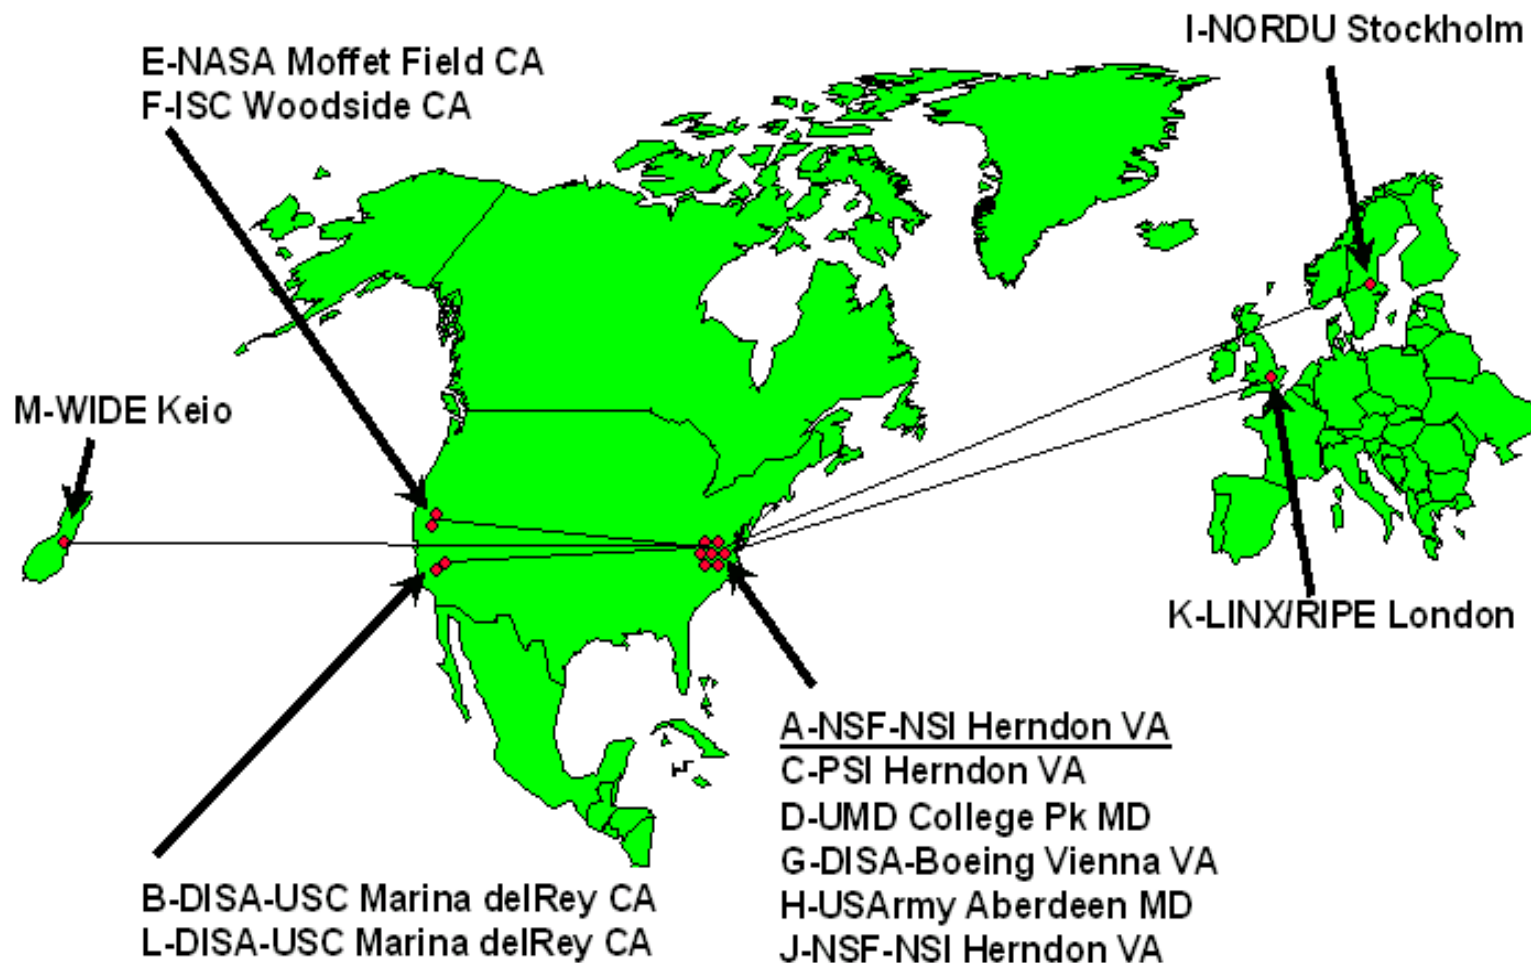 I-NORDU Stockholm
E-NASA Moffet Field CA
F-ISC Woodside CA
M-WIDE Keio
K-LINX/RIPE London
A-NSF-NSI Herndon VA
C-PSI Herndon VA
D-UMD College Pk MD
G-DISA-Boeing Vienna VA
H-USArmy Aberdeen MD
J-NSF-NSI Herndon VA
B-DISA-USC Marina delRey CA
L-DISA-USC Marina delRey CA